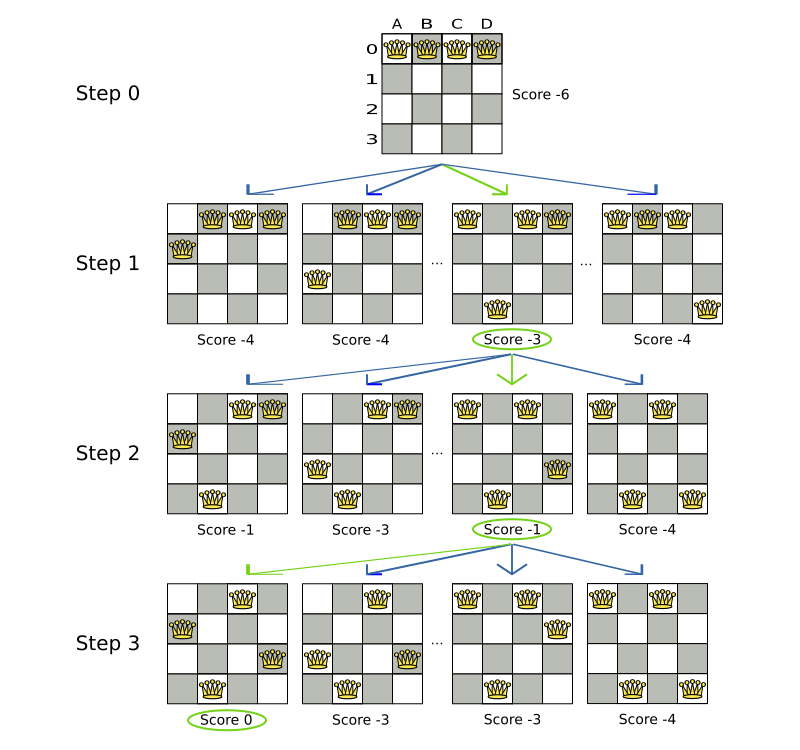 A B C D
0
1
2
3
Step 0
Score -6
Step 1
...
...
Score -4
Score -4
Score -3
Score -4
Step 2
...
Score -1
Score -3
Score -1
Score -4
Step 3
...
Score 0
Score -3
Score -3
Score -4